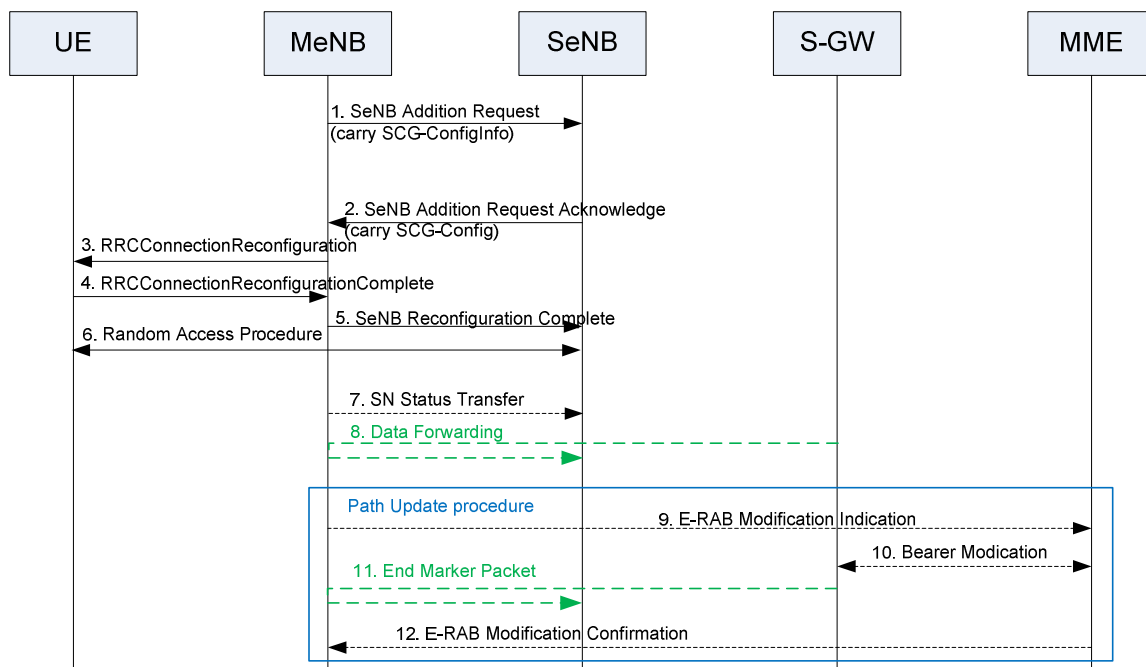 UE
MeNB
SeNB
S-GW
MME
1. SeNB Addition Request
(carry SCG-ConfigInfo)
2. SeNB Addition Request Acknowledge
(carry SCG-Config)
3. RRCConnectionReconfiguration
4. RRCConnectionReconfigurationComplete
5. SeNB Reconfiguration Complete
6. Random Access Procedure
7. SN Status Transfer
8. Data Forwarding
Path Update procedure
9. E-RAB Modification Indication
10. Bearer Modication
11. End Marker Packet
12. E-RAB Modification Confirmation